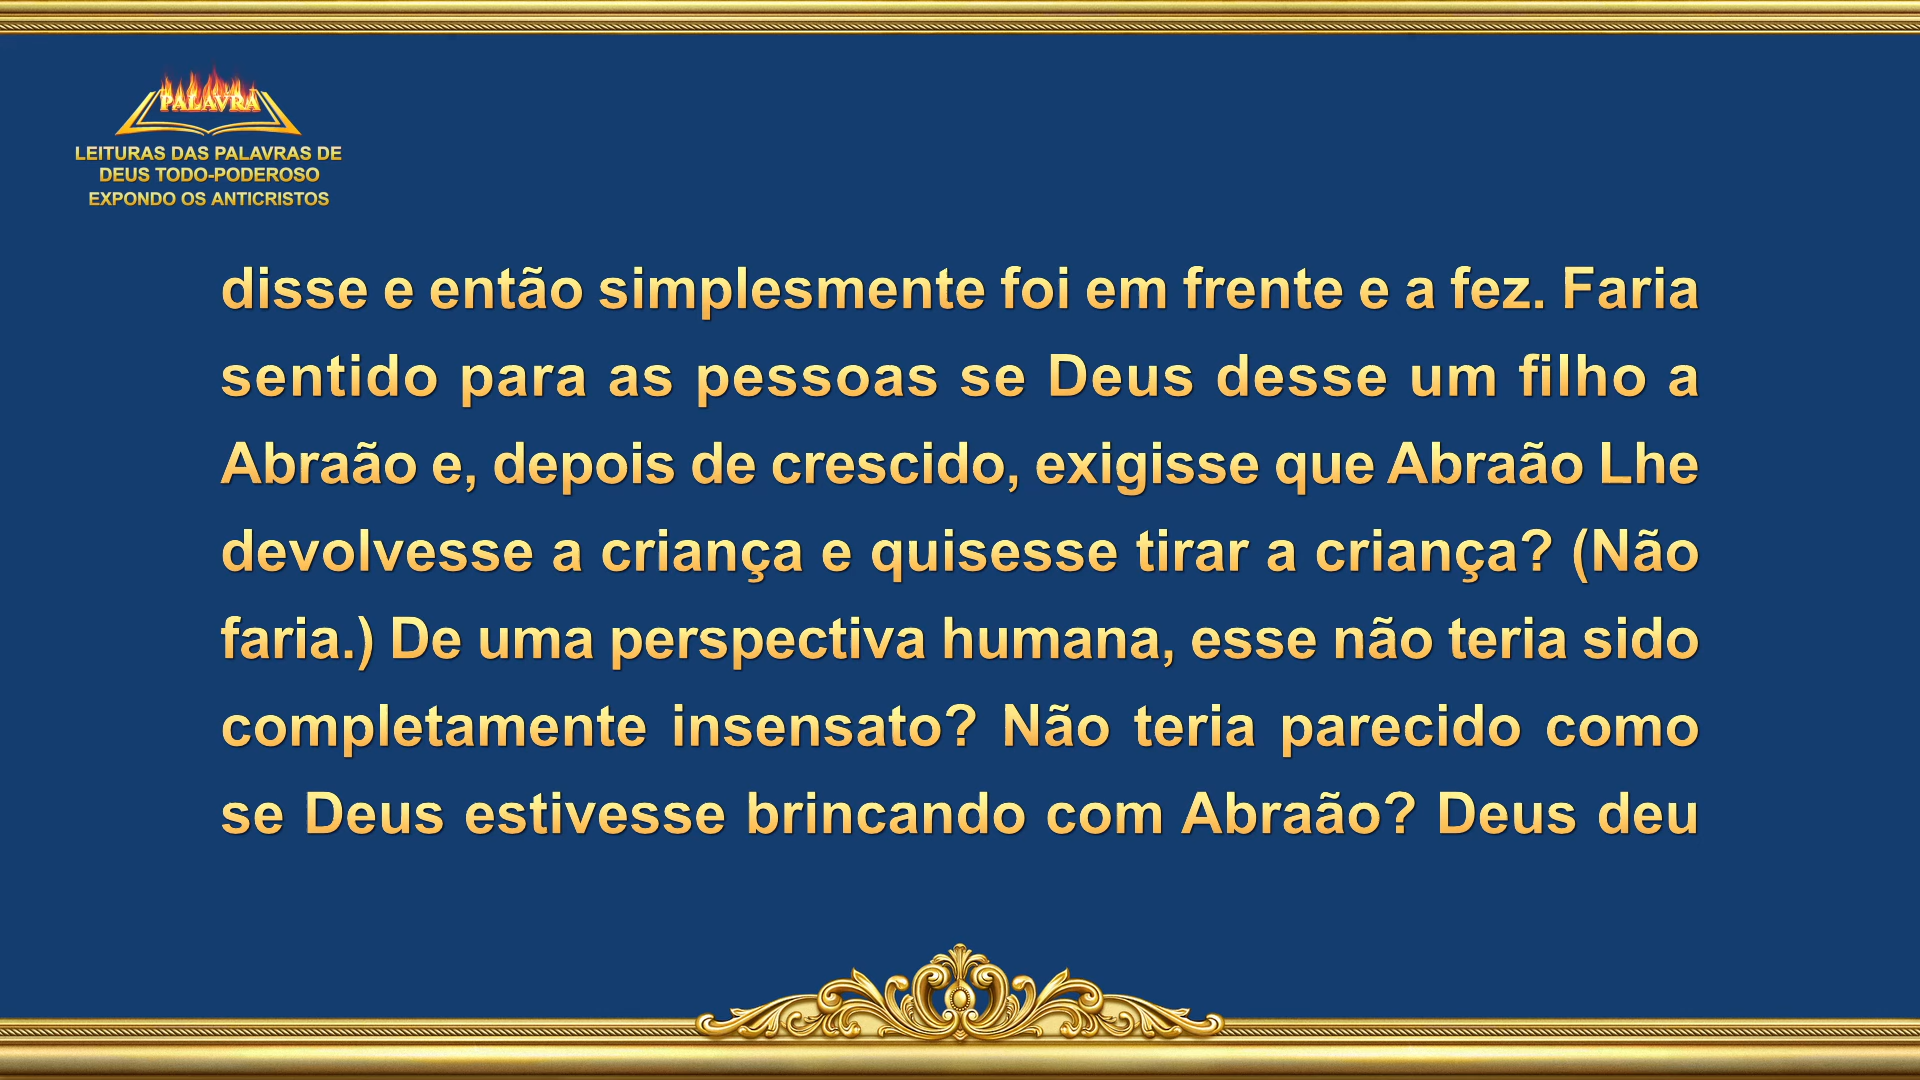 PALAVRA
LEITURAS DAS PALAVRAS DE
DEUS TODO-PODEROSO
EXPONDO OS ANTICRISTOS
disse e então simplesmente foi em frente e a fez. Faria
sentido para as pessoas se Deus desse um filho a
Abraão e, depois de crescido, exigisse que Abraão Lhe
devolvesse a criança e quisesse tirar a criança? (Não
faria.) De uma perspectiva humana, esse não teria sido
completamente insensato? Não teria parecido como
se Deus estivesse brincando com Abraão? Deus deu